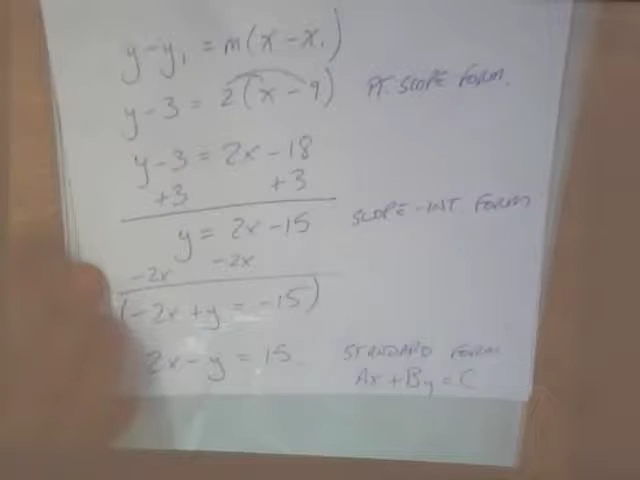 y-y₁ = m(x-x₁)
y-3 = 2(x-9) PT. SLOPE FORM.
y-3 = 2x-18
+3 +3
y = 2x-15 SLOPE-INT FORM
-2x -2x
(-2x+y = -15)
2x-y = 15 STANDARD FORM
Ax+By=C